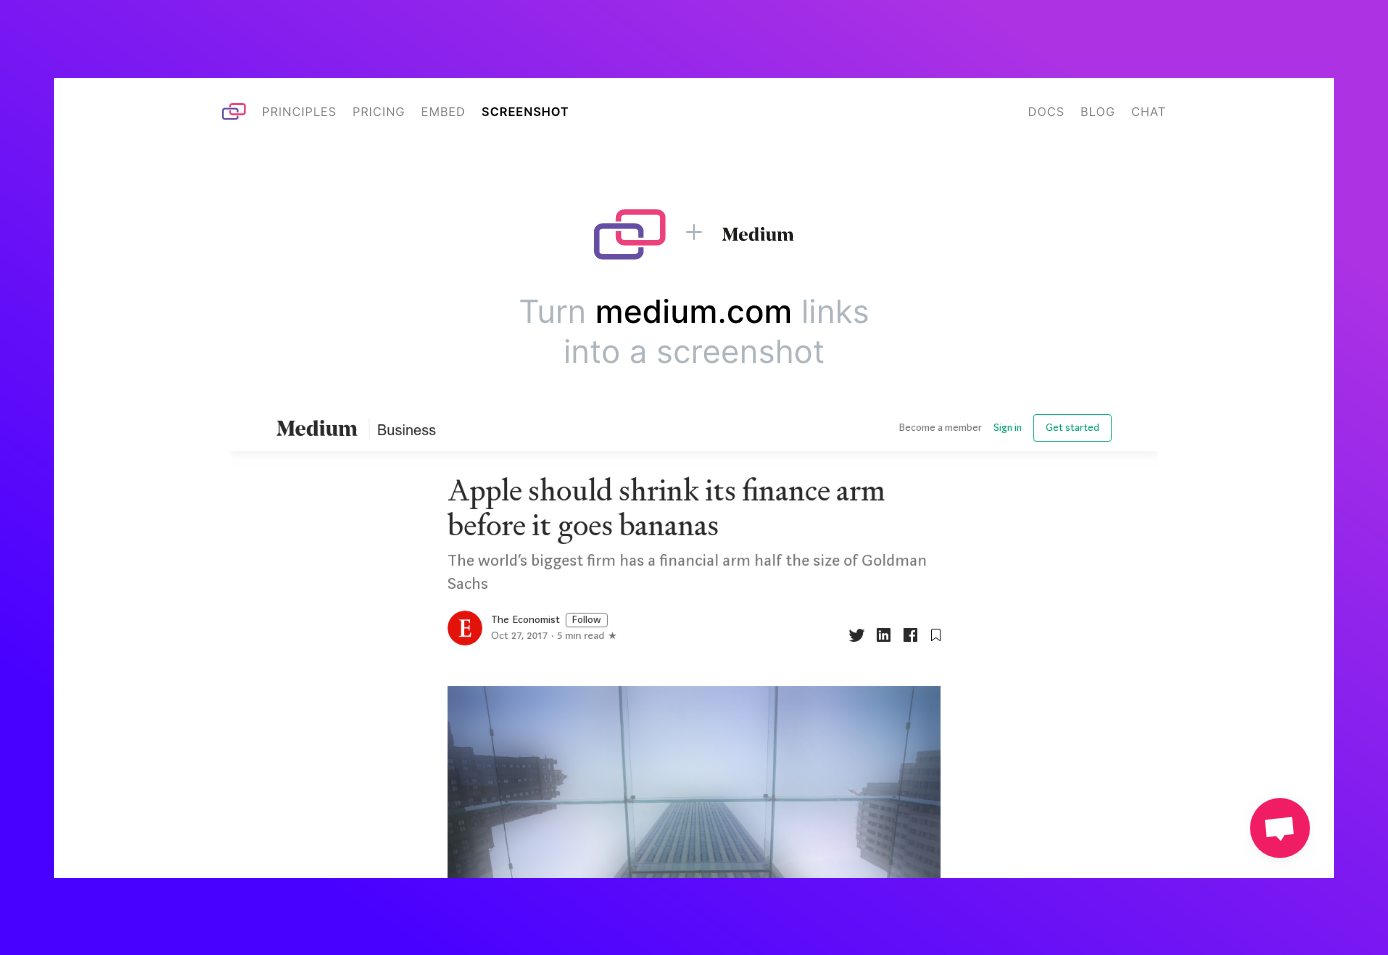 PRINCIPLES PRICING EMBED SCREENSHOT DOCS BLOG CHAT
Medium
Turn medium.com links
into a screenshot
Medium Business Become a member Sign in Get started
Apple should shrink its finance arm
before it goes bananas
The world’s biggest firm has a financial arm half the size of Goldman
Sachs
E
The Economist Follow
Oct 27, 2017 · 5 min read ★